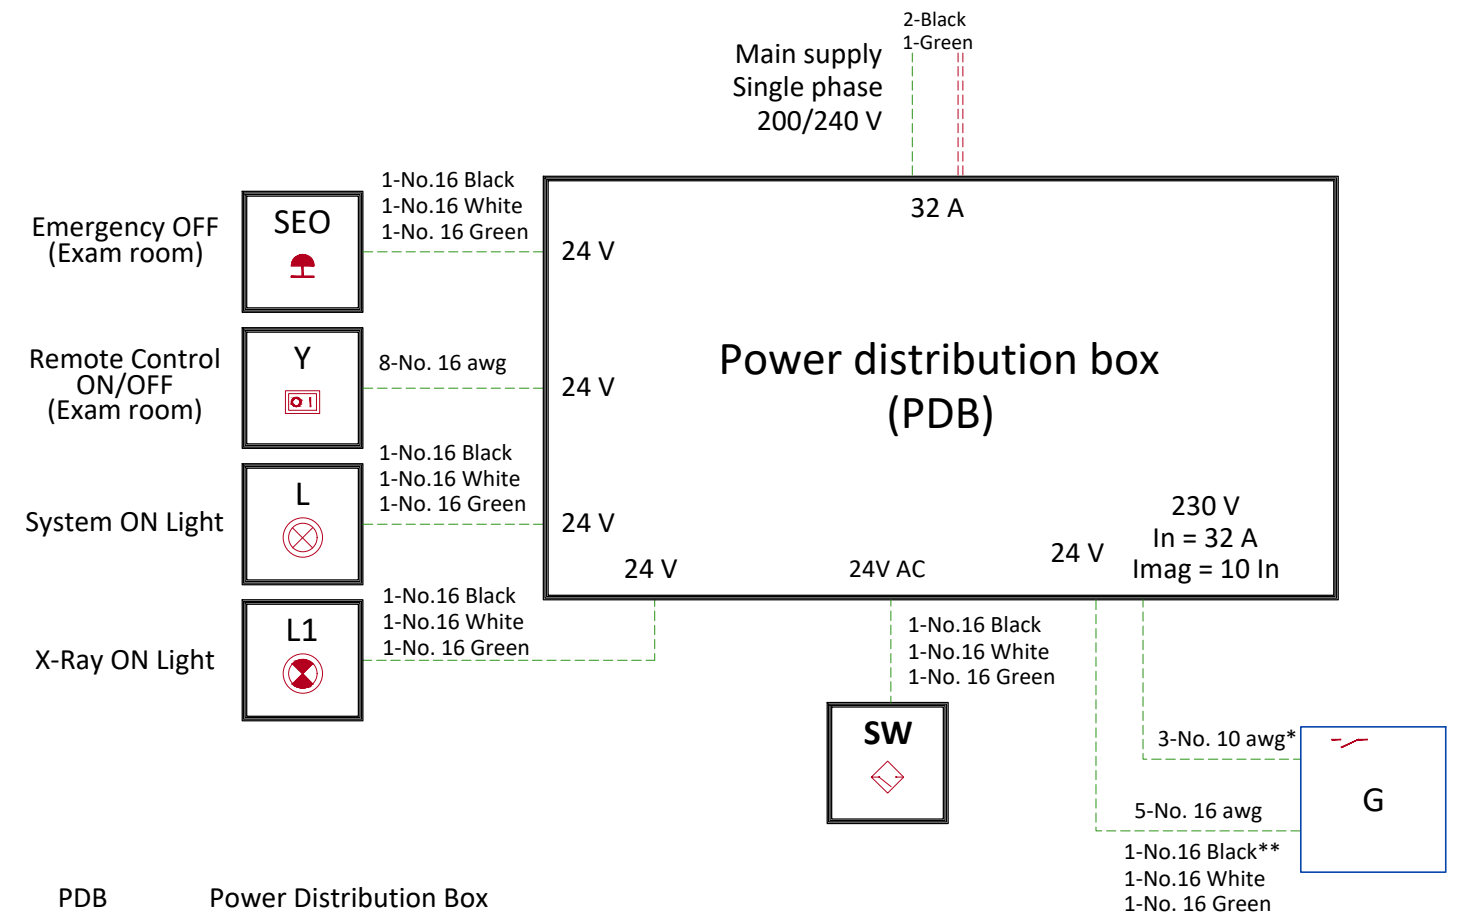 2-Black
1-Green
Main supply
Single phase
200/240 V
32 A
1-No.16 Black
1-No.16 White
1-No. 16 Green
Emergency OFF
(Exam room)
SEO
24 V
Remote Control
ON/OFF
(Exam room)
Y
8-No. 16 awg
24 V
Power distribution box
(PDB)
1-No.16 Black
1-No.16 White
1-No. 16 Green
System ON Light
L
24 V
24 V
24V AC
24 V
230 V
In = 32 A
Imag = 10 In
1-No.16 Black
1-No.16 White
1-No. 16 Green
X-Ray ON Light
L1
1-No.16 Black
1-No.16 White
1-No. 16 Green
SW
3-No. 10 awg*
G
5-No. 16 awg
1-No.16 Black**
1-No.16 White
1-No. 16 Green
PDB Power Distribution Box